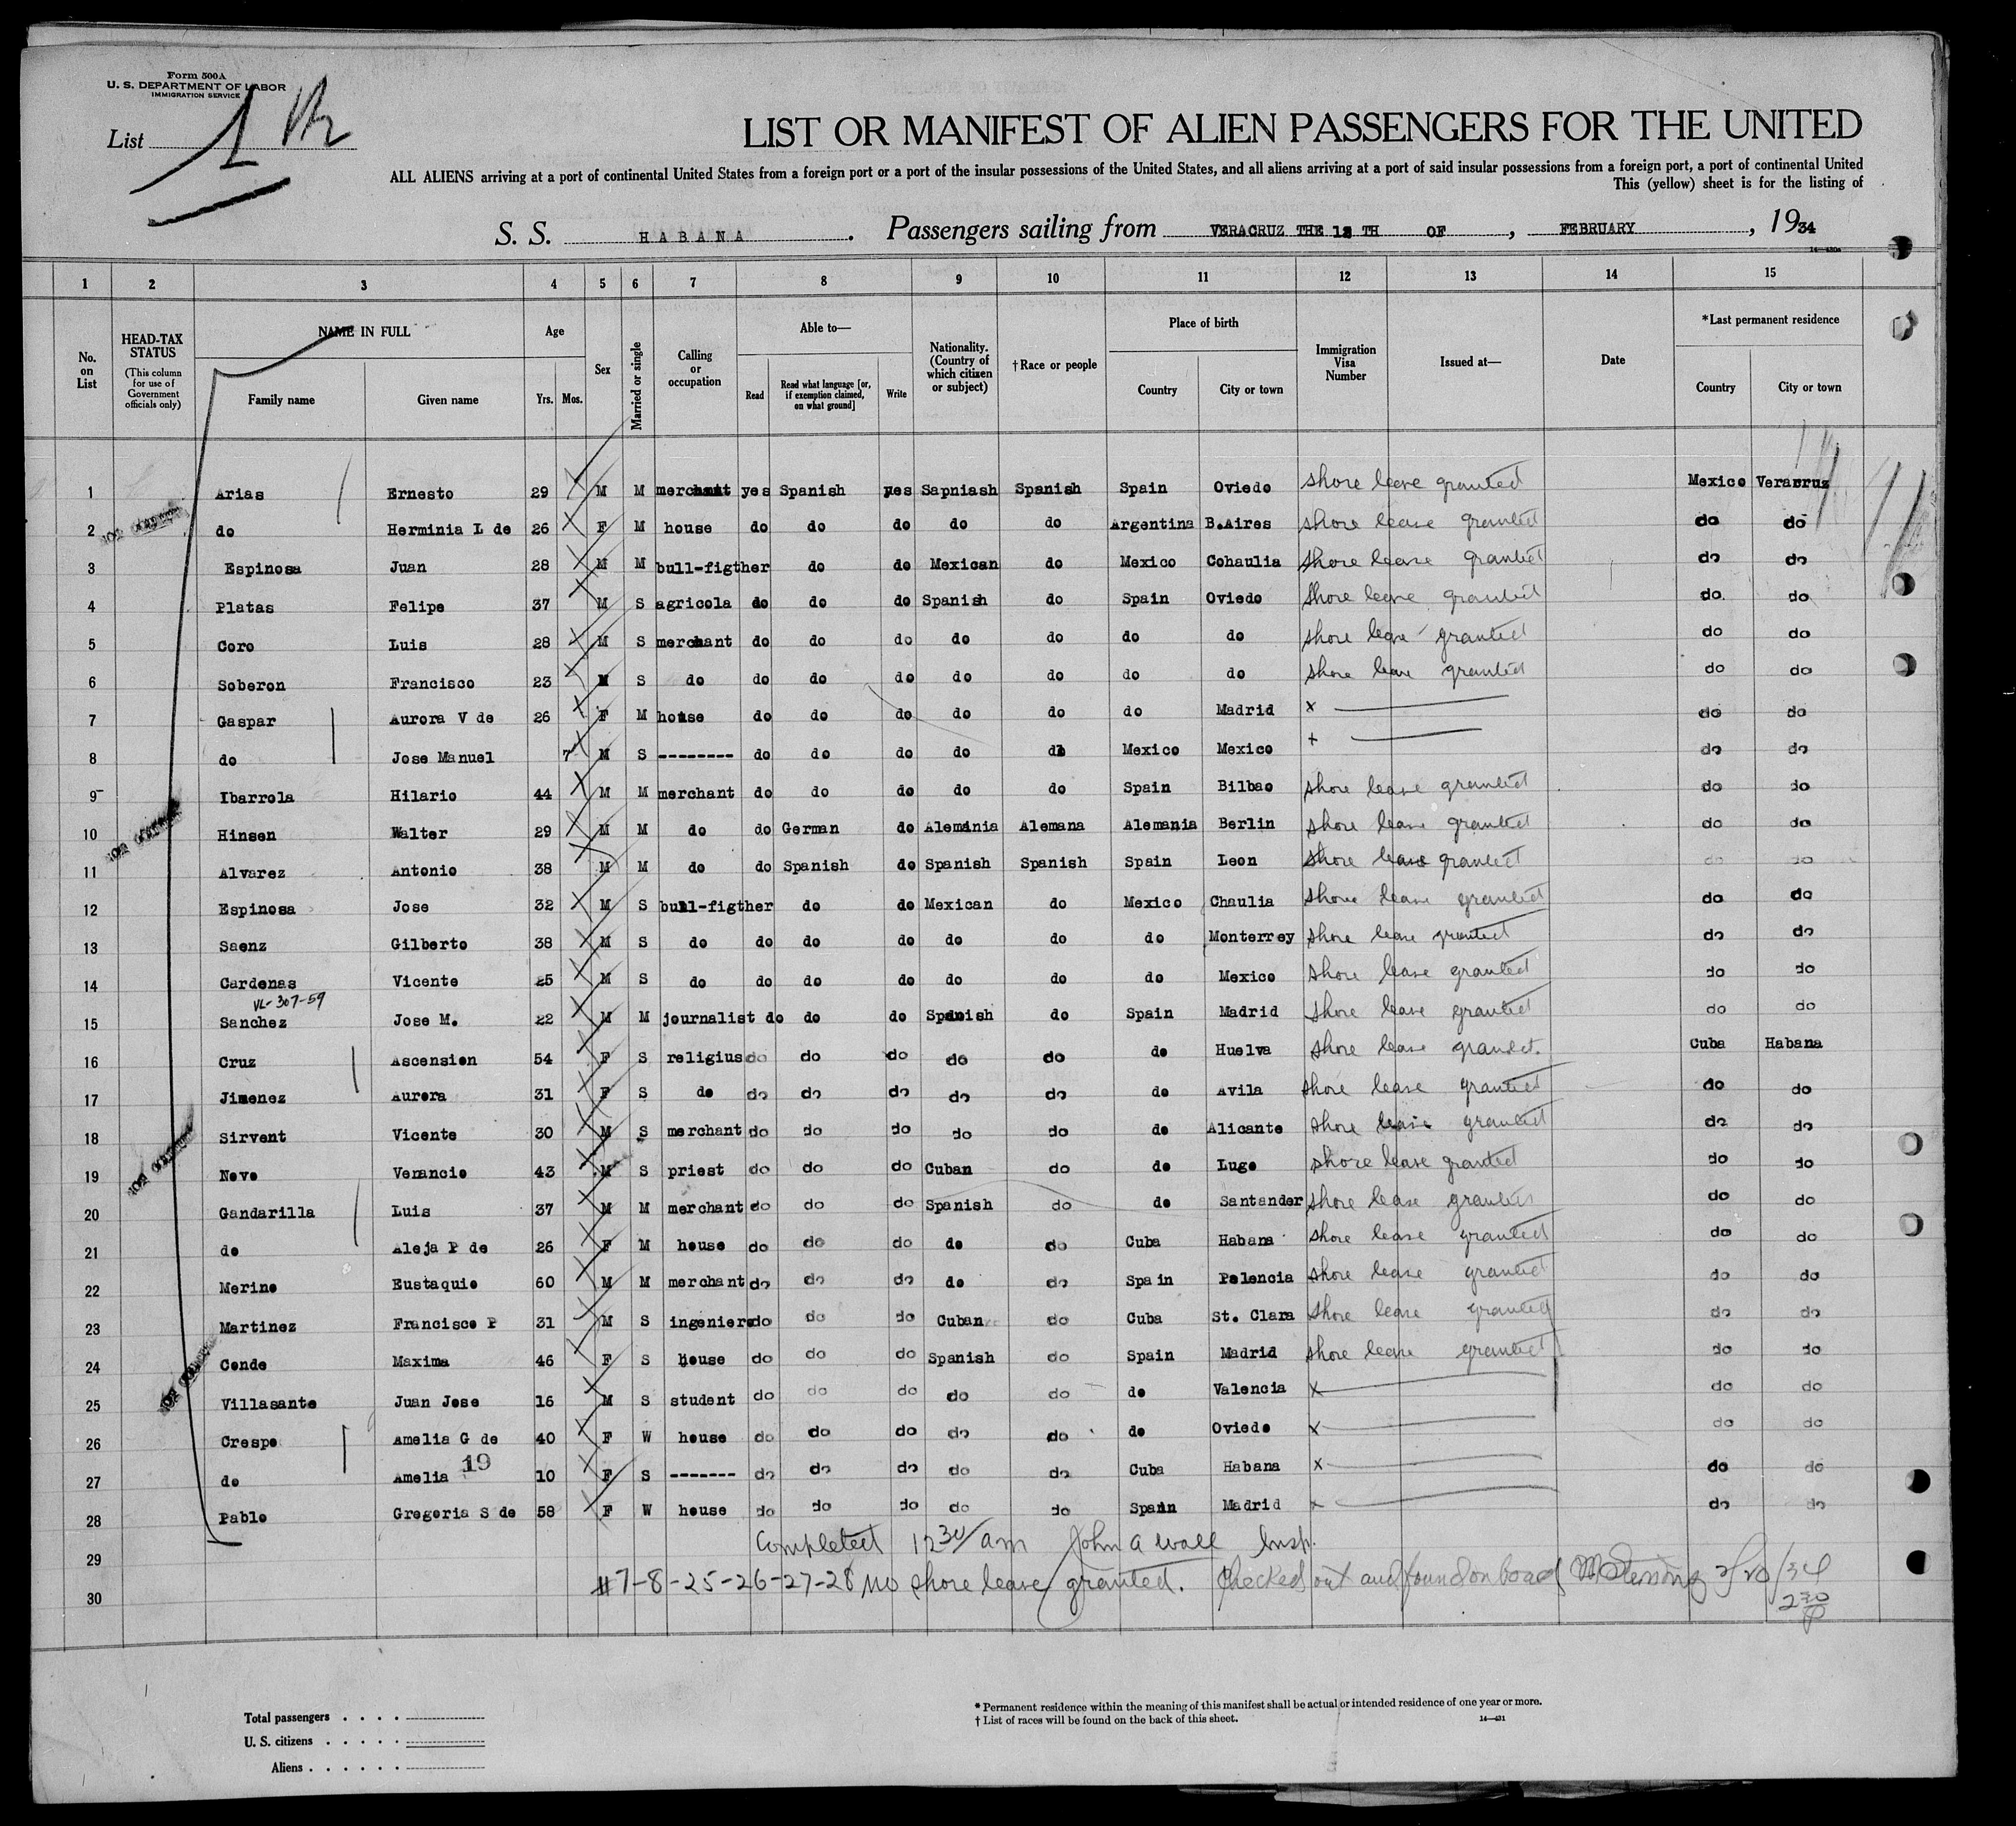 Form 500A
U. S. DEPARTMENT OF LABOR
IMMIGRATION SERVICE
List 1
LIST OR MANIFEST OF ALIEN PASSENGERS FOR THE UNITED
ALL ALIENS arriving at a port of continental United States from a foreign port or a port of the insular possessions of the United States, and all aliens arriving at a port of said insular possessions from a foreign port, a port of continental United
This (yellow) sheet is for the listing of
S. S. HABANA. Passengers sailing from VERACRUZ THE TH OF, FEBRUARY, 1934
1 2 3 4 5 6 7 8 9 10 11 12 13 14 15
No. on List HEAD-TAX STATUS (This column for use of Government officials only) NAME IN FULL Family name Given name Age Yrs. Mos. Sex Married or single Calling or occupation Able to— Read Read what language [or, if exemption claimed, on what ground] Write Nationality. (Country of which citizen or subject) †Race or people Place of birth Country City or town Immigration Visa Number Issued at— Date *Last permanent residence Country City or town
1 Arias Ernesto 29 M M merchant yes Spanish yes Sapniash Spanish Spain Oviedo shore leave granted Mexico Veracruz
2 do Herminia L de 26 F M house do do do do do Argentina B.Aires shore leave granted do do
3 Espinosa Juan 28 M M bull-figther do do Mexican do Mexico Cohaulia shore leave granted do do
4 Platas Felipe 37 M S agricola do do do Spanish do Spain Oviedo shore leave granted do do
5 Coro Luis 28 M S merchant do do do do do do do shore leave granted do do
6 Soberon Francisco 23 M S do do do do do do do do shore leave granted do do
7 Gaspar Aurora V de 26 F M house do do do do do do Madrid x do do
8 do Jose Manuel 7 M S -------- do do do do do Mexico Mexico x do do
9 Ibarrola Hilario 44 M M merchant do do do do do Spain Bilbao shore leave granted do do
10 Hinsen Walter 29 M M do do German do Alemania Alemana Alemania Berlin shore leave granted do do
11 Alvarez Antonio 38 M M do do Spanish do Spanish Spanish Spain Leon shore leave granted do do
12 Espinosa Jose 32 M S bull-figther do do Mexican do Mexico Chaulia shore leave granted do do
13 Saenz Gilberto 38 M S do do do do do do do Monterrey shore leave granted do do
14 Cardenas Vicente 25 M S do do do do do do do Mexico shore leave granted do do
VL-307-59
15 Sanchez Jose M. 22 M M journalist do do do Spanish do Spain Madrid shore leave granted do do
16 Cruz Ascension 54 F S religius do do do do do do Huelva shore leave granted Cuba Habana
17 Jimenez Aurora 31 F S do do do do do do do Avila shore leave granted do do
18 Sirvent Vicente 30 M S merchant do do do do do do Alicante shore leave granted do do
19 Novo Venancio 43 M S priest do do do Cuban do do Lugo shore leave granted do do
20 Gandarilla Luis 37 M M merchant do do do Spanish do do Santander shore leave granted do do
21 do Aleja P de 26 F M house do do do do do Cuba Habana shore leave granted do do
22 Merino Eustaquio 60 M M merchant do do do do do Spain Palencia shore leave granted do do
23 Martinez Francisco P 31 M S ingeniero do do do Cuban do Cuba St. Clara shore leave granted do do
24 Conde Maxima 46 F S house do do do Spanish do Spain Madrid shore leave granted do do
25 Villasante Juan Jose 16 M S student do do do do do do Valencia x do do
26 Crespo Amelia G de 40 F W house do do do do do do Oviedo x do do
19
27 do Amelia 10 F S ------- do do do do do Cuba Habana x do do
28 Pablo Gregoria S de 58 F W house do do do do do Spain Madrid x do do
Completed 12 30/am John A Wall Insp.
29
#7-8-25-26-27-28 no shore leave granted. Checked out and found on board 2/20/34
30
2 30 P
Total passengers . . . .
U. S. citizens . . . . .
Aliens . . . . . .
* Permanent residence within the meaning of this manifest shall be actual or intended residence of one year or more.
† List of races will be found on the back of this sheet.
14—431